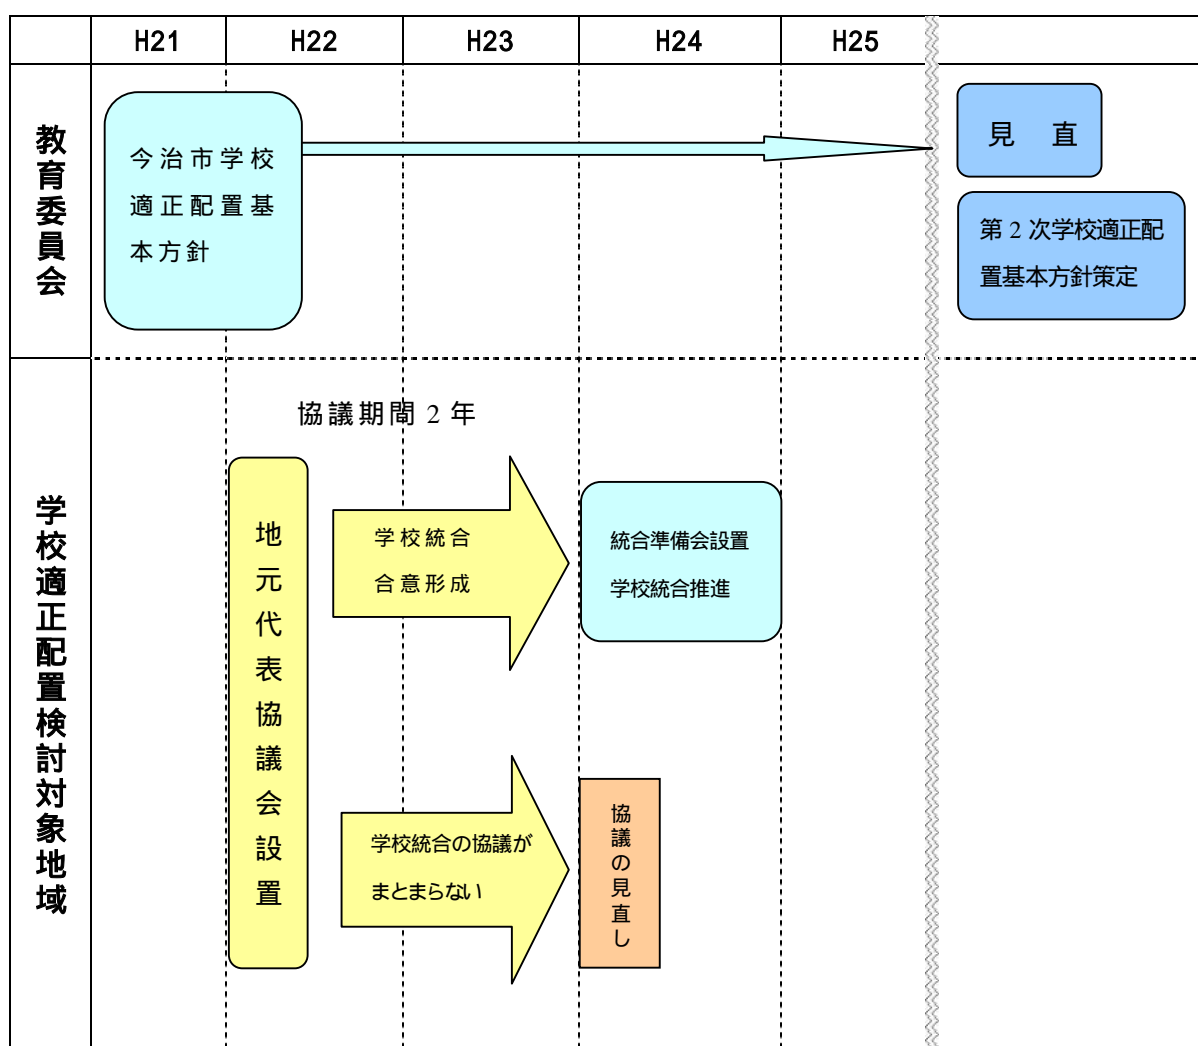 H21
H22
H23
H24
H25
教育委員会
今治市学校
適正配置基
本方針
見 直
第2次学校適正配
置基本方針策定
学校適正配置検討対象地域
協議期間2年
地元代表協議会設置
学校統合
合意形成
統合準備会設置
学校統合推進
学校統合の協議が
まとまらない
協議の見直し